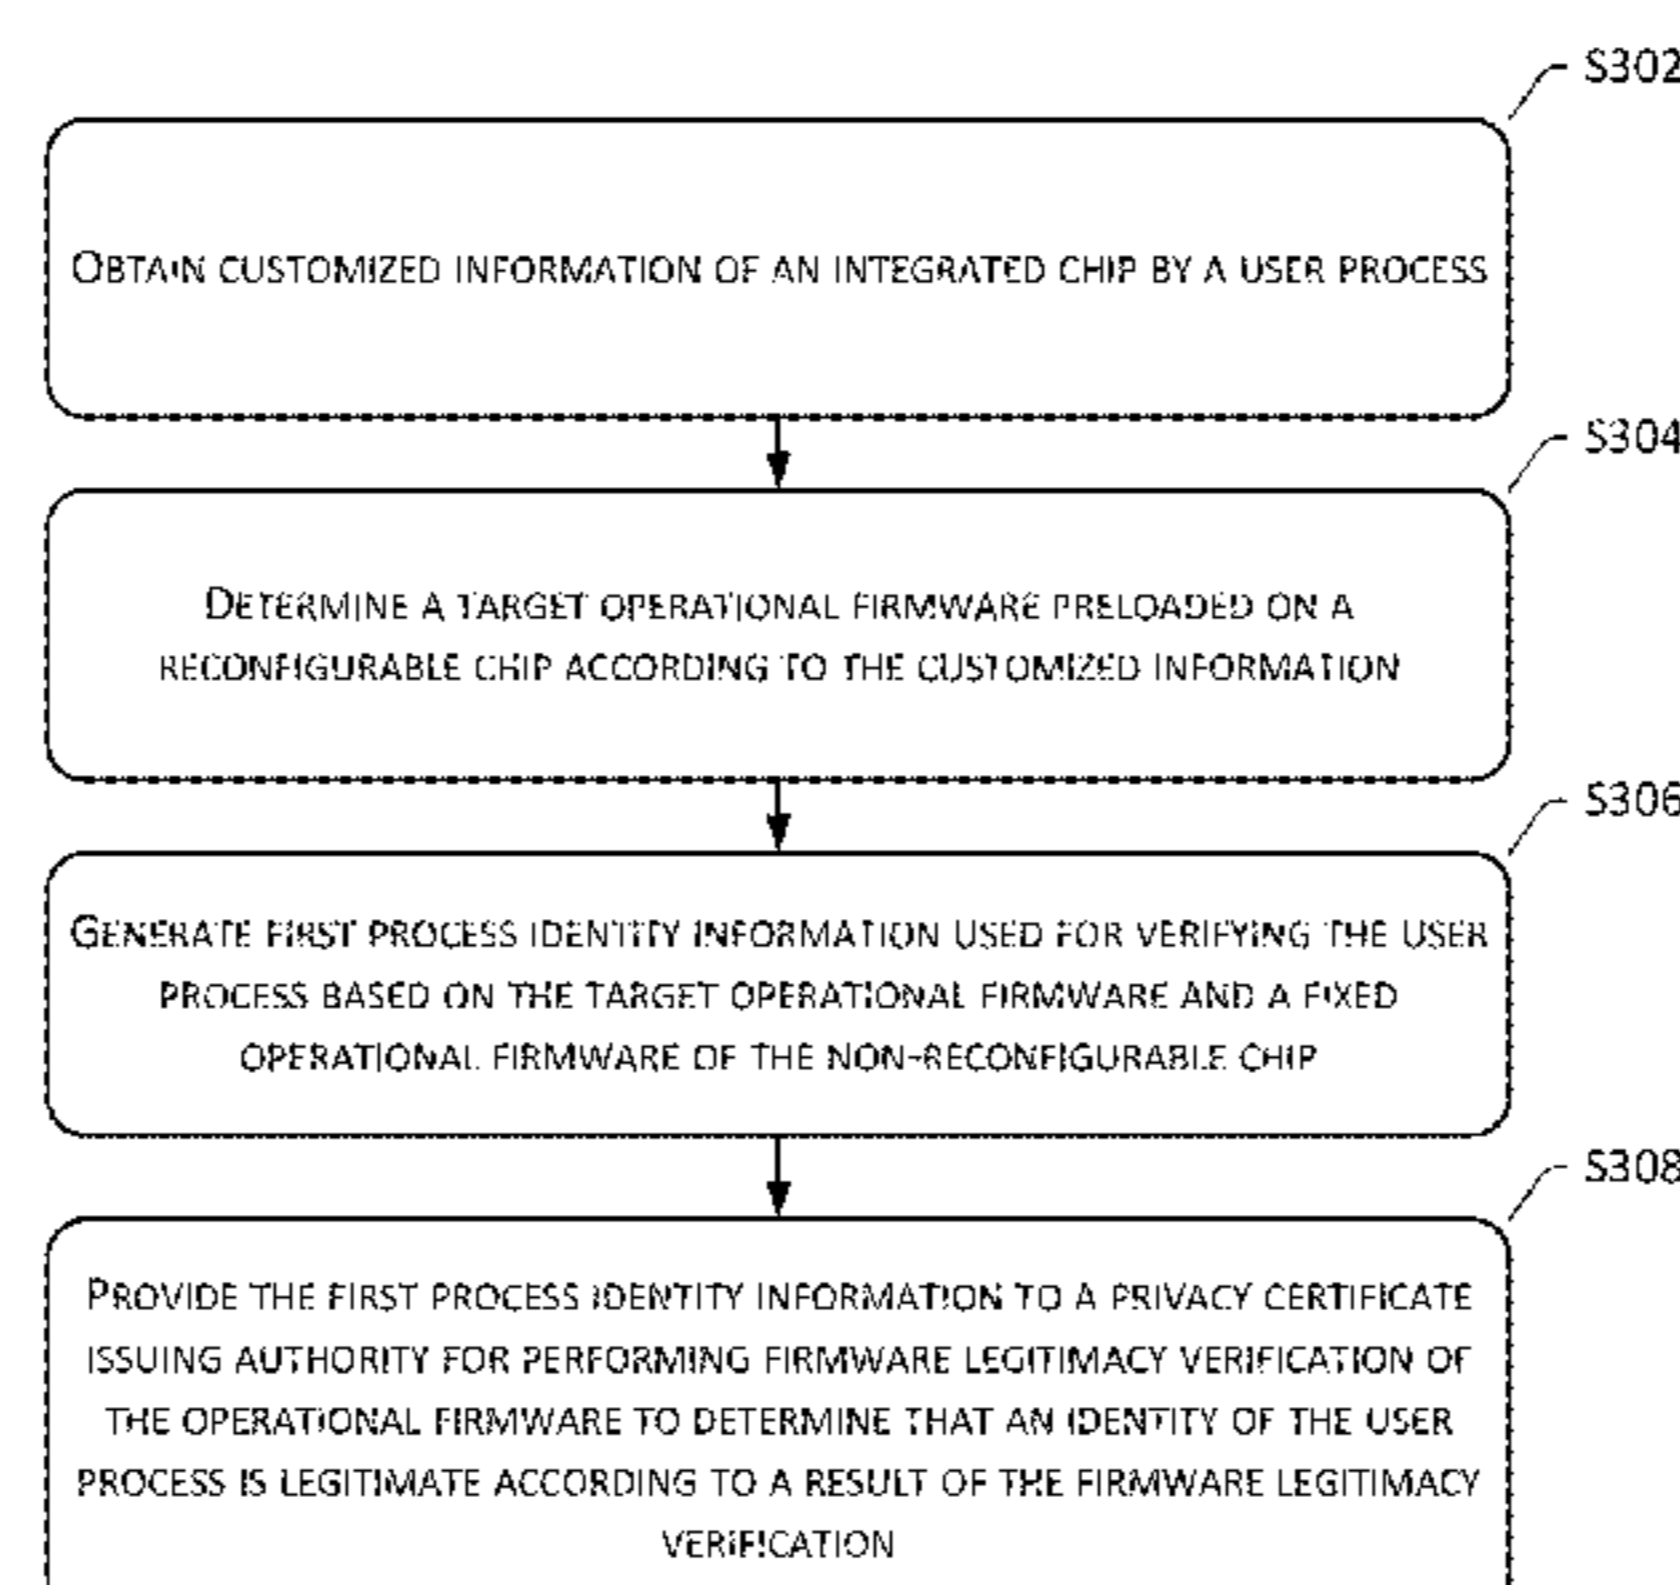 S302
OBTAIN CUSTOMIZED INFORMATION OF AN INTEGRATED CHIP BY A USER PROCESS
S304
DETERMINE A TARGET OPERATIONAL FIRMWARE PRELOADED ON A
RECONFIGURABLE CHIP ACCORDING TO THE CUSTOMIZED INFORMATION
S306
GENERATE FIRST PROCESS IDENTITY INFORMATION USED FOR VERIFYING THE USER
PROCESS BASED ON THE TARGET OPERATIONAL FIRMWARE AND A FIXED
OPERATIONAL FIRMWARE OF THE NON-RECONFIGURABLE CHIP
S308
PROVIDE THE FIRST PROCESS IDENTITY INFORMATION TO A PRIVACY CERTIFICATE
ISSUING AUTHORITY FOR PERFORMING FIRMWARE LEGITIMACY VERIFICATION OF
THE OPERATIONAL FIRMWARE TO DETERMINE THAT AN IDENTITY OF THE USER
PROCESS IS LEGITIMATE ACCORDING TO A RESULT OF THE FIRMWARE LEGITIMACY
VERIFICATION